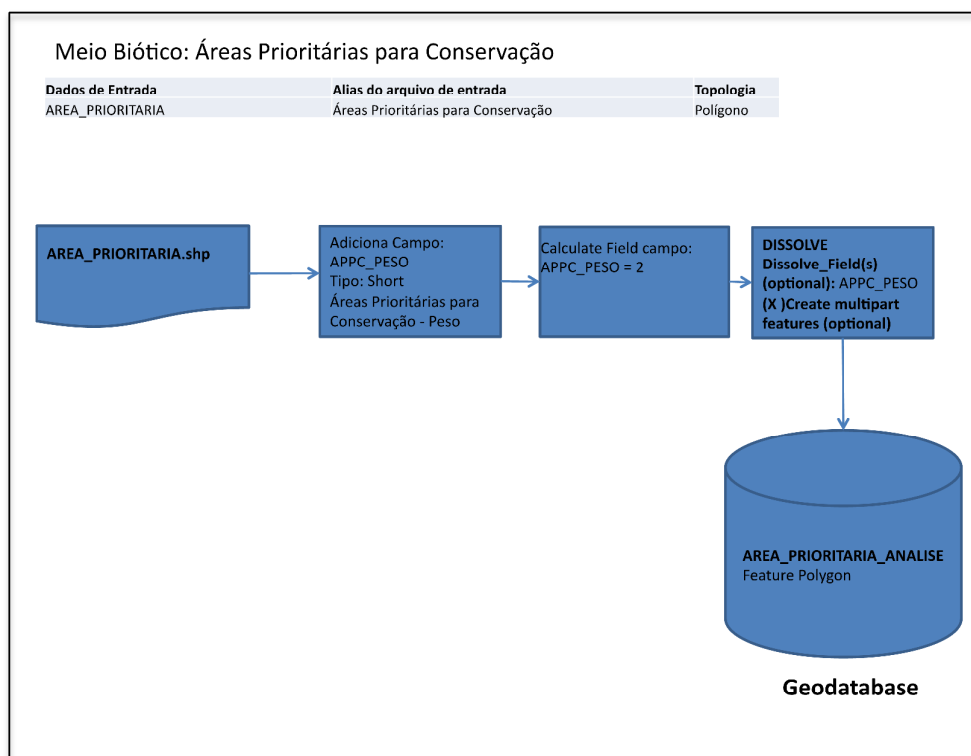 Meio Biótico: Áreas Prioritárias para Conservação
Dados de Entrada Alias do arquivo de entrada Topologia
AREA_PRIORITARIA Áreas Prioritárias para Conservação Polígono
AREA_PRIORITARIA.shp
Adiciona Campo:
APPC_PESO
Tipo: Short
Áreas Prioritárias para
Conservação - Peso
Calculate Field campo:
APPC_PESO = 2
DISSOLVE
Dissolve_Field(s)
(optional): APPC_PESO
(X )Create multipart
features (optional)
AREA_PRIORITARIA_ANALISE
Feature Polygon
Geodatabase